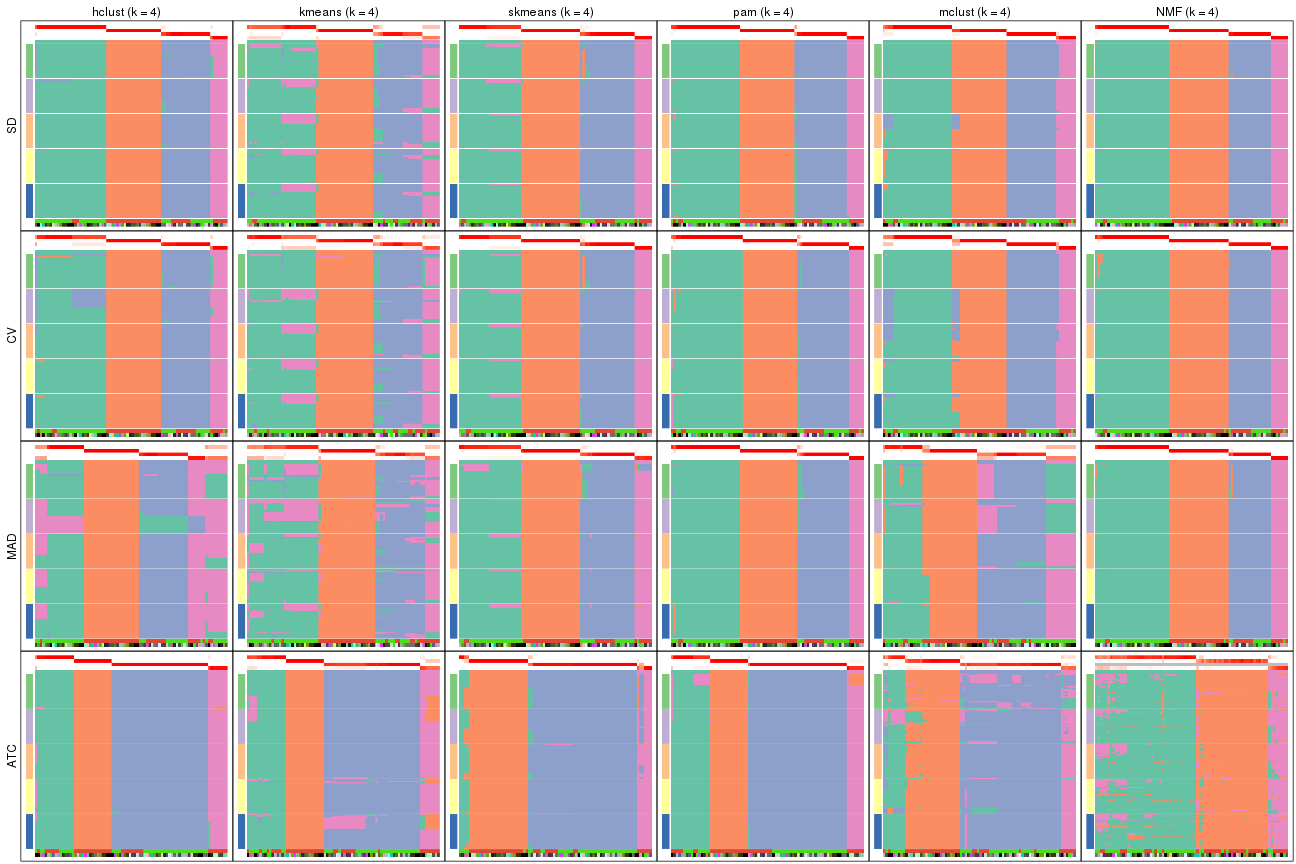 hclust (k = 4) kmeans (k = 4) skmeans (k = 4) pam (k = 4) mclust (k = 4) NMF (k = 4)
SD
CV
MAD
ATC